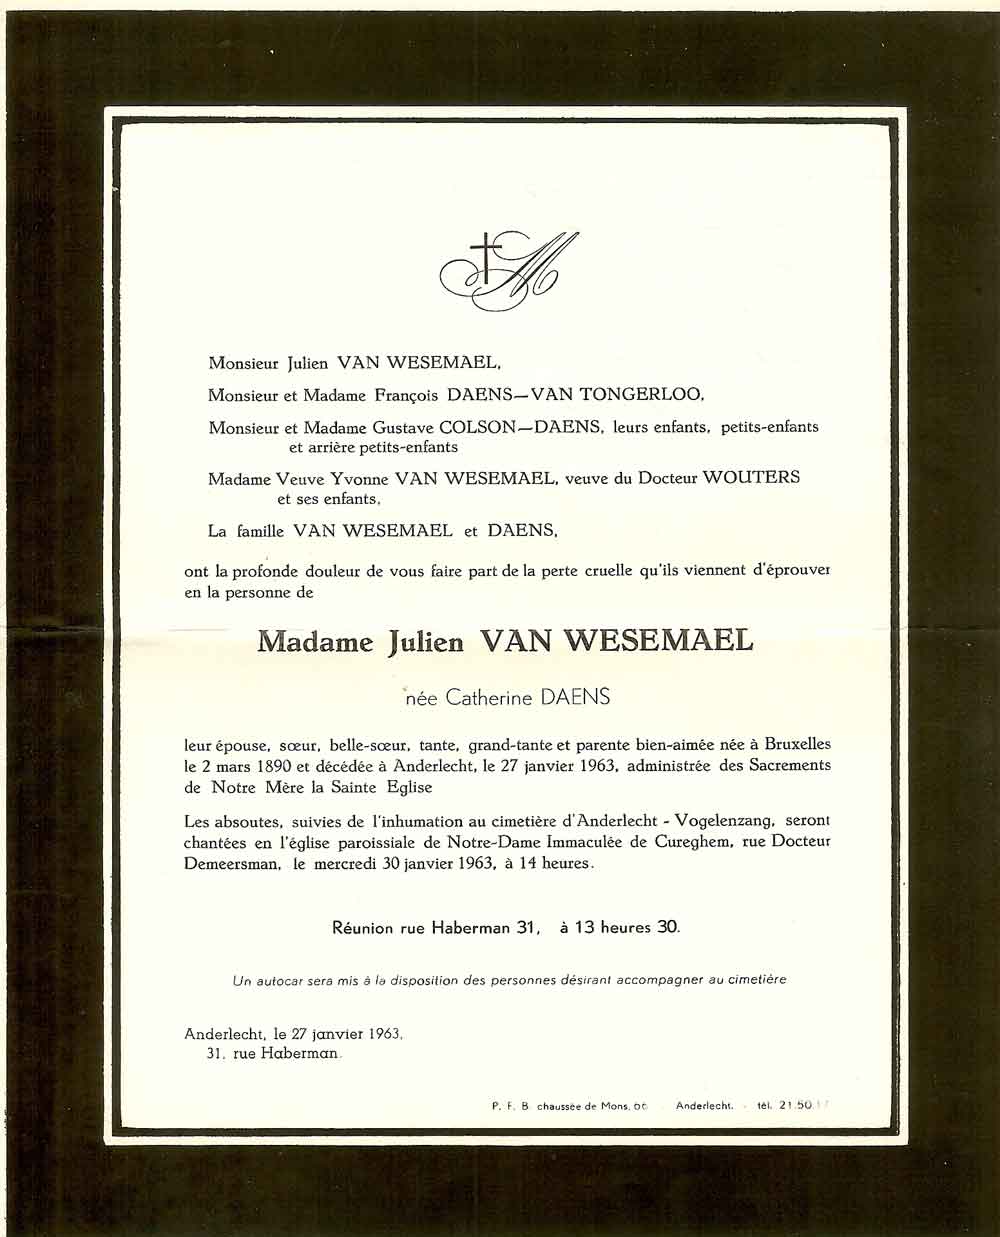 M
Monsieur Julien VAN WESEMAEL,
Monsieur et Madame François DAENS—VAN TONGERLOO,
Monsieur et Madame Gustave COLSON—DAENS, leurs enfants, petits-enfants
et arrière petits-enfants
Madame Veuve Yvonne VAN WESEMAEL, veuve du Docteur WOUTERS
et ses enfants,
La famille VAN WESEMAEL et DAENS,
ont la profonde douleur de vous faire part de la perte cruelle qu'ils viennent d'éprouver
en la personne de
Madame Julien VAN WESEMAEL
née Catherine DAENS
leur épouse, sœur, belle-sœur, tante, grand-tante et parente bien-aimée née à Bruxelles
le 2 mars 1890 et décédée à Anderlecht, le 27 janvier 1963, administrée des Sacrements
de Notre Mère la Sainte Eglise
Les absoutes, suivies de l'inhumation au cimetière d'Anderlecht - Vogelenzang, seront
chantées en l'église paroissiale de Notre-Dame Immaculée de Cureghem, rue Docteur
Demeersman, le mercredi 30 janvier 1963, à 14 heures.
Réunion rue Haberman 31, à 13 heures 30.
Un autocar sera mis à la disposition des personnes désirant accompagner au cimetière
Anderlecht, le 27 janvier 1963,
31, rue Haberman.
P. F. B. chaussée de Mons, 66 - Anderlecht. - tél. 21.50